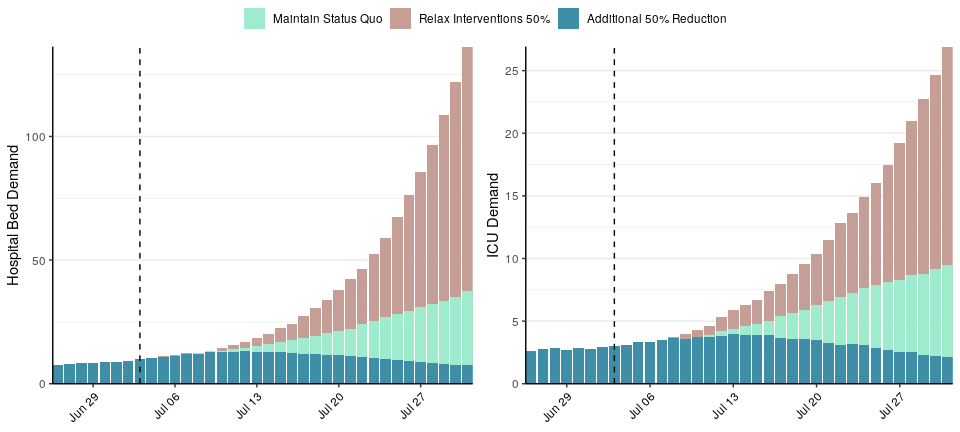 Maintain Status Quo Relax Interventions 50% Additional 50% Reduction
Hospital Bed Demand
100
50
0
Jun 29 Jul 06 Jul 13 Jul 20 Jul 27
ICU Demand
25
20
15
10
5
0
Jun 29 Jul 06 Jul 13 Jul 20 Jul 27